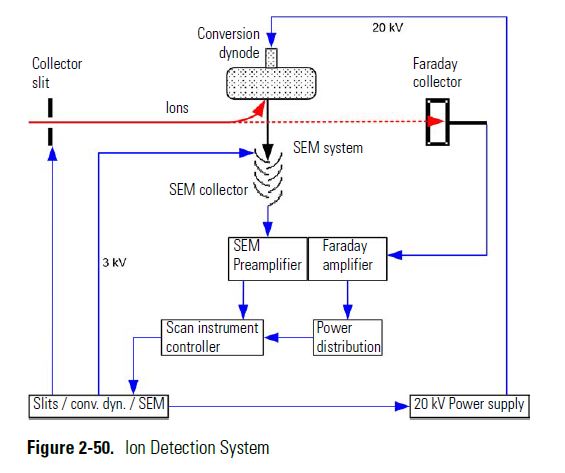 Conversion
dynode
20 kV
Collector
slit
Faraday
collector
Ions
SEM system
SEM collector
SEM
Preamplifier
Faraday
amplifier
3 kV
Scan instrument
controller
Power
distribution
Slits / conv. dyn. / SEM
20 kV Power supply
Figure 2-50. Ion Detection System